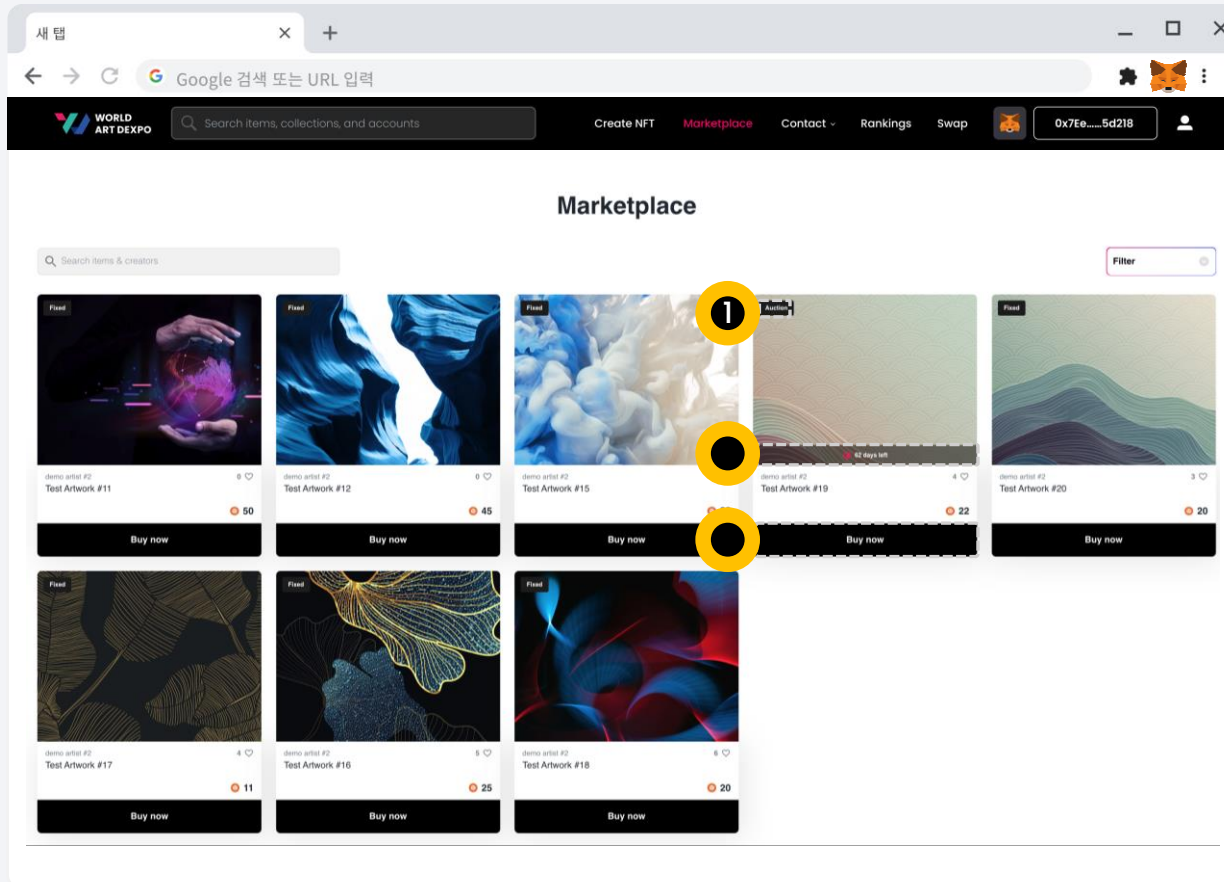 새 탭
Google 검색 또는 URL 입력
WORLD
ART DEXPO
Search items, collections, and accounts
Create NFT
Marketplace
Contact
Rankings
Swap
0x7Ee......5d218
Marketplace
Search items & creators
Filter
Fixed
Fixed
Fixed
1
Auction
Fixed
62 days left
demo artist #2
6
demo artist #2
0
demo artist #2
demo artist #2
4
demo artist #2
3
Test Artwork #11
Test Artwork #12
Test Artwork #15
Test Artwork #19
Test Artwork #20
50
45
22
20
Buy now
Buy now
Buy now
Buy now
Buy now
Fixed
Fixed
Fixed
demo artist #2
4
demo artist #2
5
demo artist #2
6
Test Artwork #17
Test Artwork #16
Test Artwork #18
11
25
20
Buy now
Buy now
Buy now